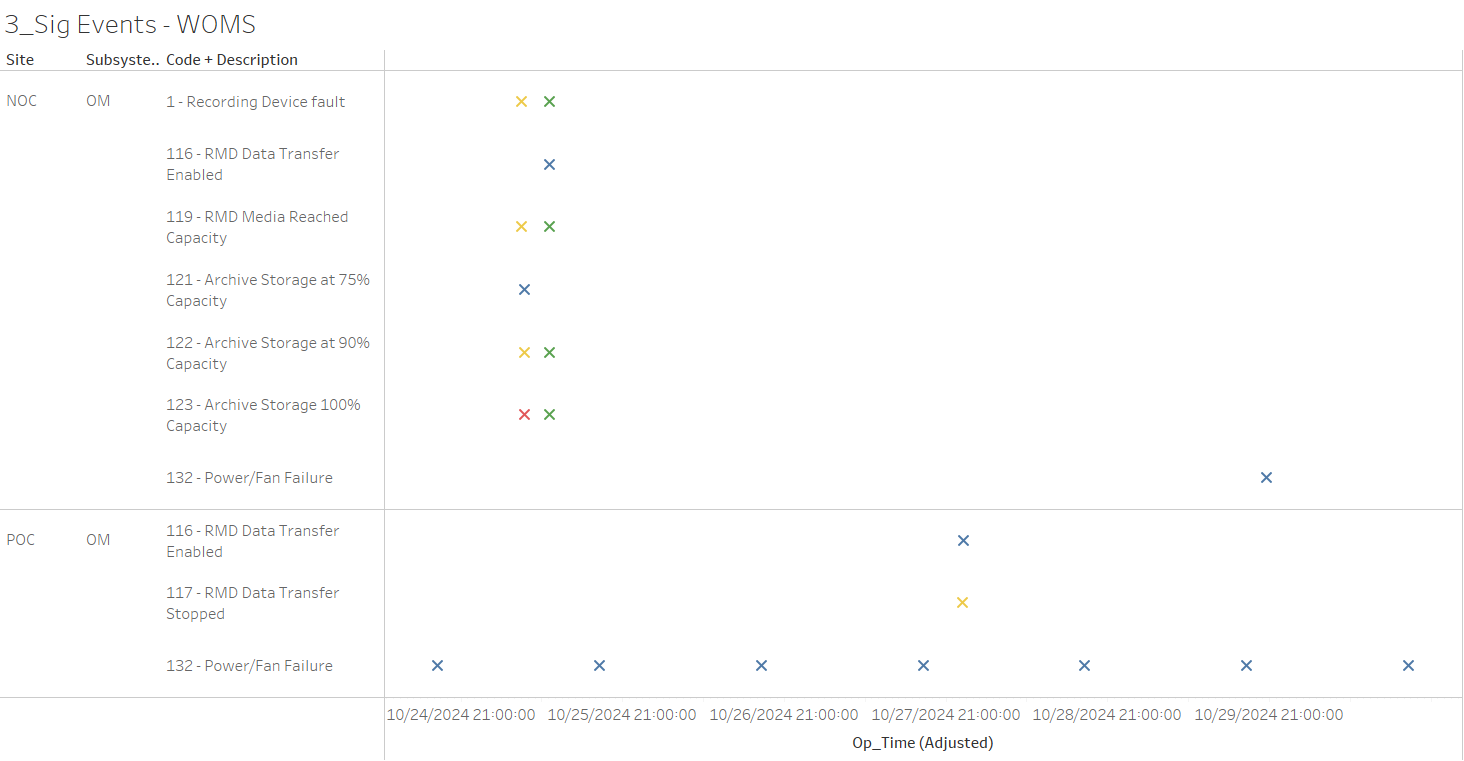 3_Sig Events - WOMS
Site Subsyste.. Code + Description
NOC OM 1 - Recording Device fault
116 - RMD Data Transfer
Enabled
119 - RMD Media Reached
Capacity
121 - Archive Storage at 75%
Capacity
122 - Archive Storage at 90%
Capacity
123 - Archive Storage 100%
Capacity
132 - Power/Fan Failure
POC OM 116 - RMD Data Transfer
Enabled
117 - RMD Data Transfer
Stopped
132 - Power/Fan Failure
10/24/2024 21:00:00 10/25/2024 21:00:00 10/26/2024 21:00:00 10/27/2024 21:00:00 10/28/2024 21:00:00 10/29/2024 21:00:00
Op_Time (Adjusted)